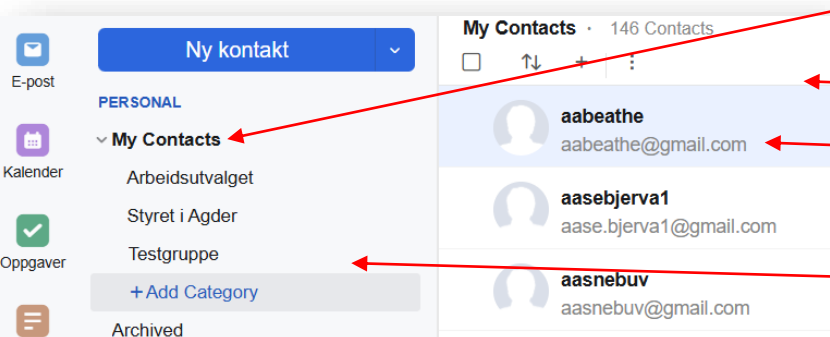 E-post
Kalender
Oppgaver
Ny kontakt
PERSONAL
My Contacts
Arbeidsutvalget
Styret i Agder
Testgruppe
+ Add Category
Archived
My Contacts · 146 Contacts
aabeathe
aabeathe@gmail.com
aasebjerva1
aase.bjerva1@gmail.com
aasnebuv
aasnebuv@gmail.com